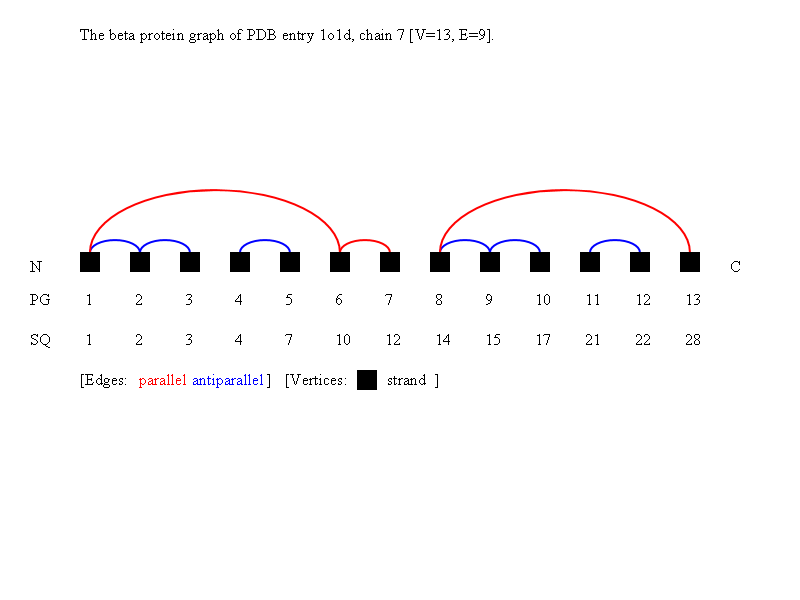 The beta protein graph of PDB entry 1o1d, chain 7 [V=13, E=9].
N C
PG 1 2 3 4 5 6 7 8 9 10 11 12 13
SQ 1 2 3 4 7 10 12 14 15 17 21 22 28
[Edges: parallel antiparallel] [Vertices: strand ]